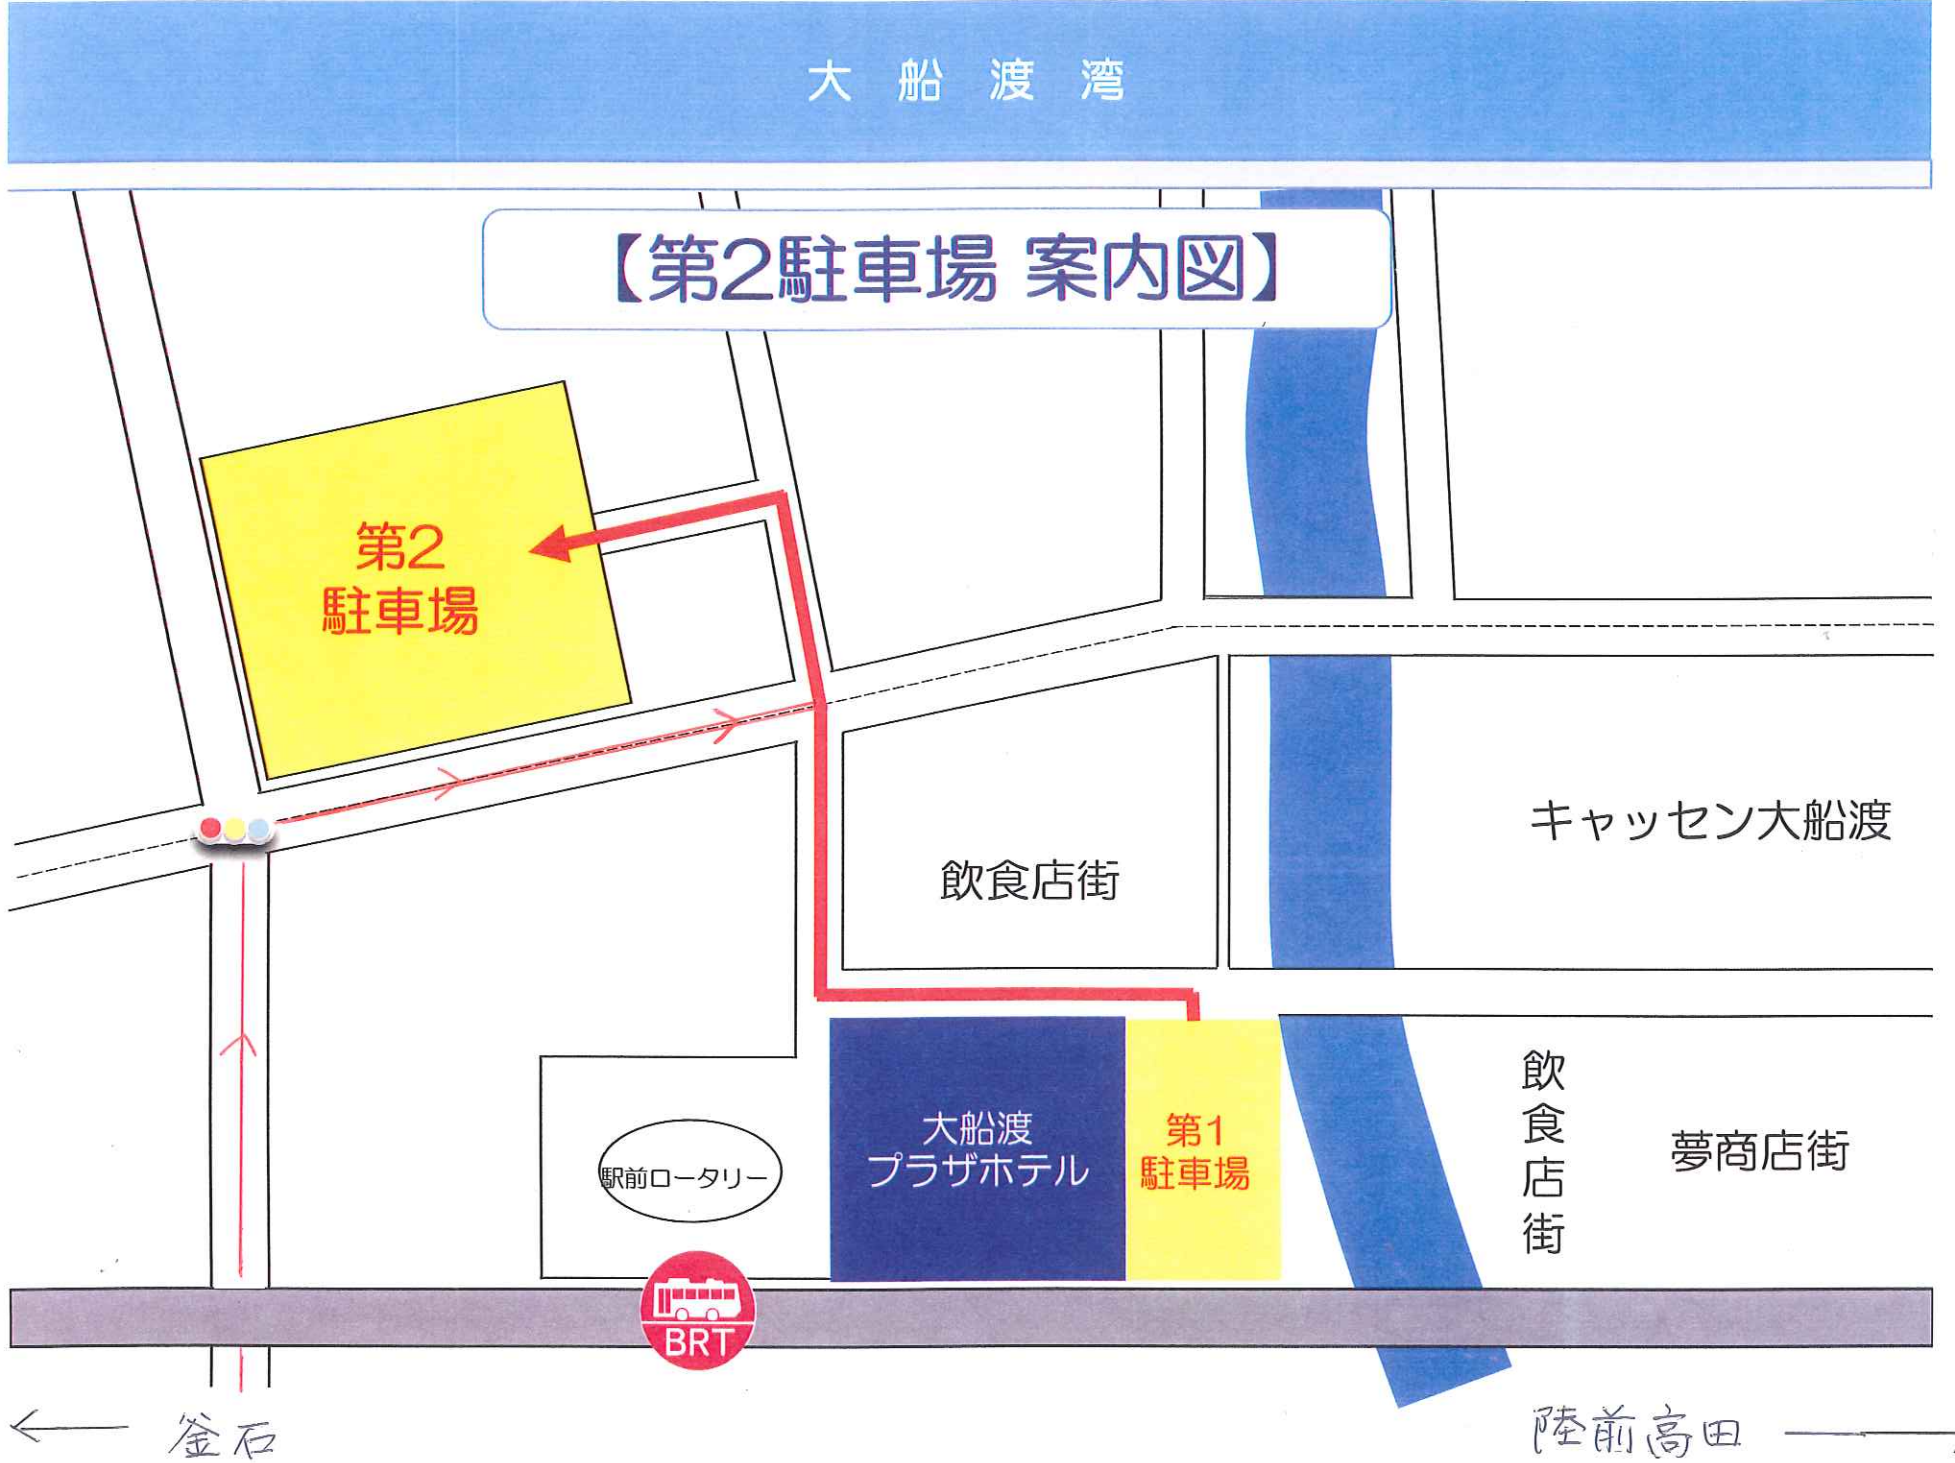 大船渡湾
【第2駐車場 案内図】
第2
駐車場
キャッセン大船渡
飲食店街
大船渡
プラザホテル
第1
駐車場
飲食店街
夢商店街
駅前ロータリー
BRT
← 釜石
陸前高田 →